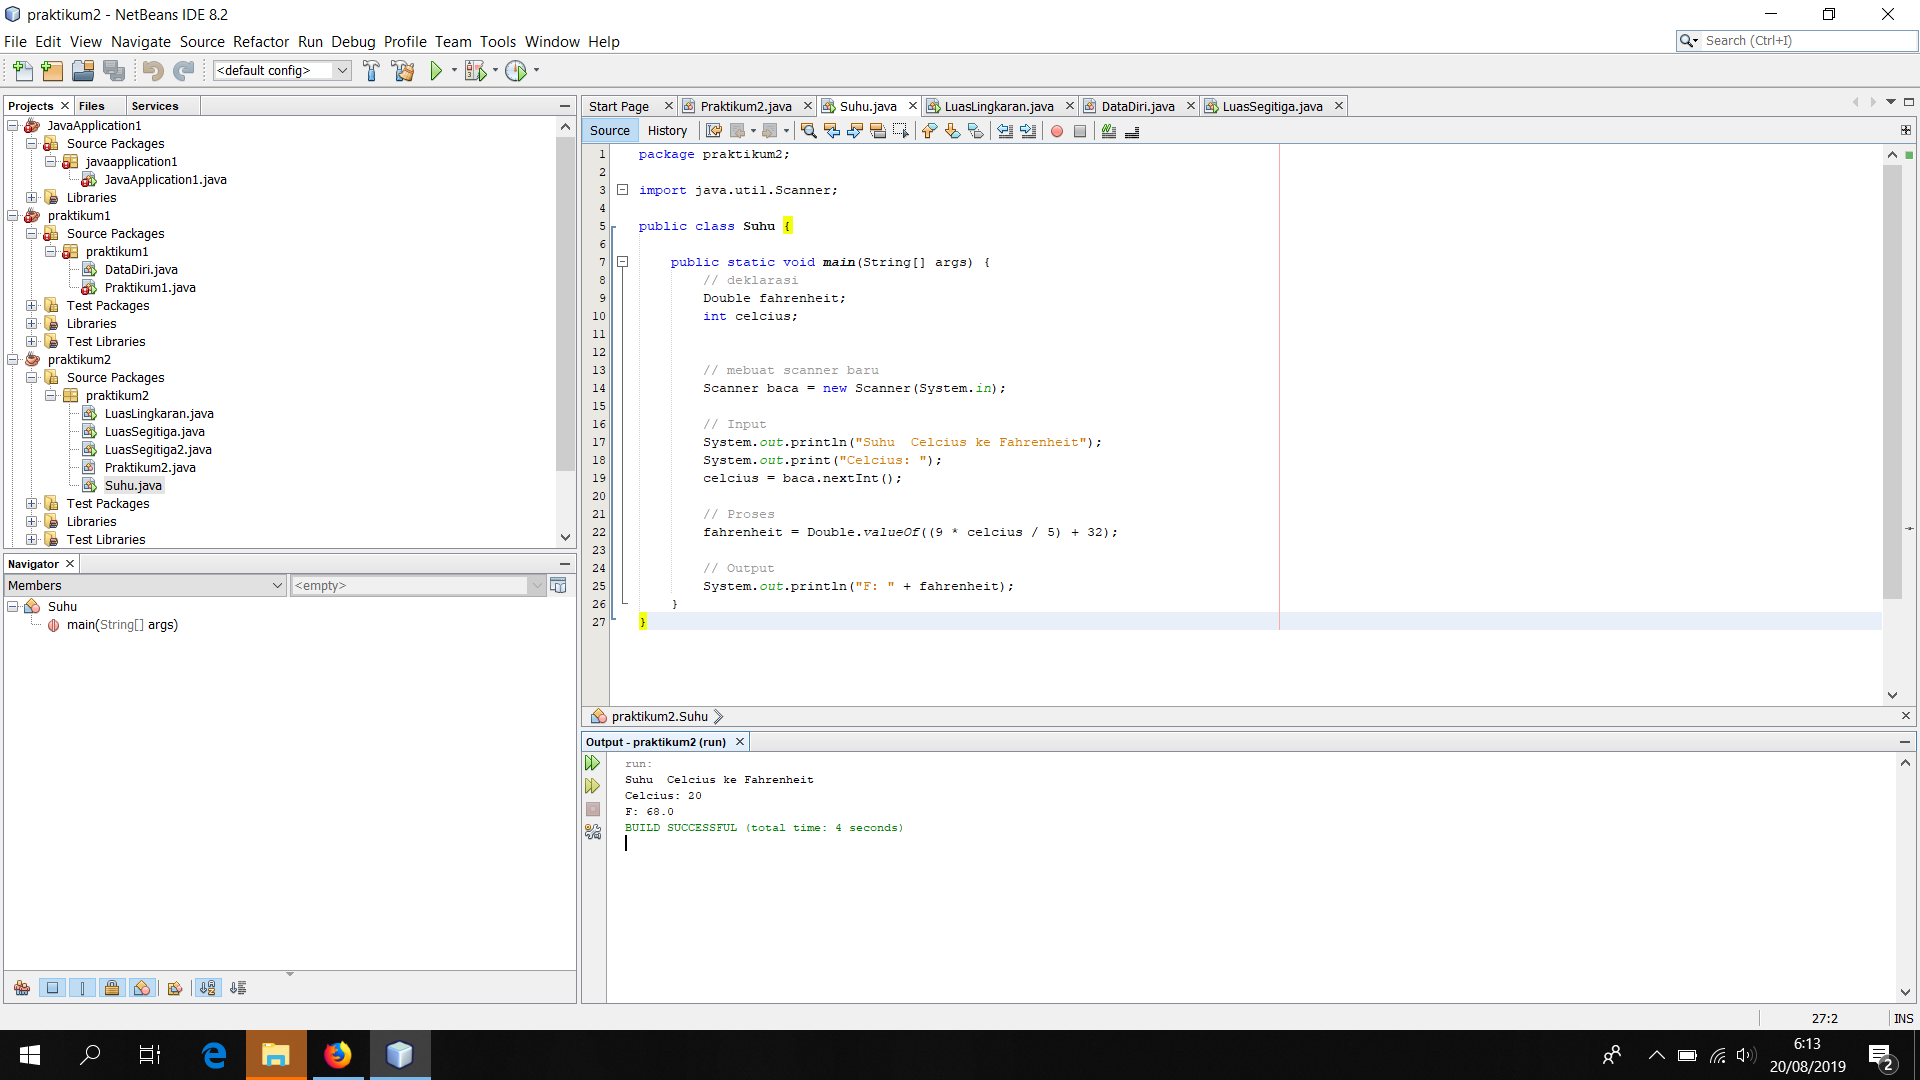 praktikum2 - NetBeans IDE 8.2
File Edit View Navigate Source Refactor Run Debug Profile Team Tools Window Help
Search (Ctrl+I)
<default config>
Projects Files Services
JavaApplication1
Source Packages
javaapplication1
JavaApplication1.java
Libraries
praktikum1
Source Packages
praktikum1
DataDiri.java
Praktikum1.java
Test Packages
Libraries
Test Libraries
praktikum2
Source Packages
praktikum2
LuasLingkaran.java
LuasSegitiga.java
LuasSegitiga2.java
Praktikum2.java
Suhu.java
Test Packages
Libraries
Test Libraries
Navigator
Members <empty>
Suhu
main(String[] args)
Start Page Praktikum2.java Suhu.java LuasLingkaran.java DataDiri.java LuasSegitiga.java
Source History
1 package praktikum2;
2
3 import java.util.Scanner;
4
5 public class Suhu {
6
7 public static void main(String[] args) {
8 // deklarasi
9 Double fahrenheit;
10 int celcius;
11
12
13 // mebuat scanner baru
14 Scanner baca = new Scanner(System.in);
15
16 // Input
17 System.out.println("Suhu  Celcius ke Fahrenheit");
18 System.out.print("Celcius: ");
19 celcius = baca.nextInt();
20
21 // Proses
22 fahrenheit = Double.valueOf((9 * celcius / 5) + 32);
23
24 // Output
25 System.out.println("F: " + fahrenheit);
26 }
27 }
praktikum2.Suhu
Output - praktikum2 (run)
run:
Suhu  Celcius ke Fahrenheit
Celcius: 20
F: 68.0
BUILD SUCCESSFUL (total time: 4 seconds)
27:2 INS
6:13
20/08/2019
2